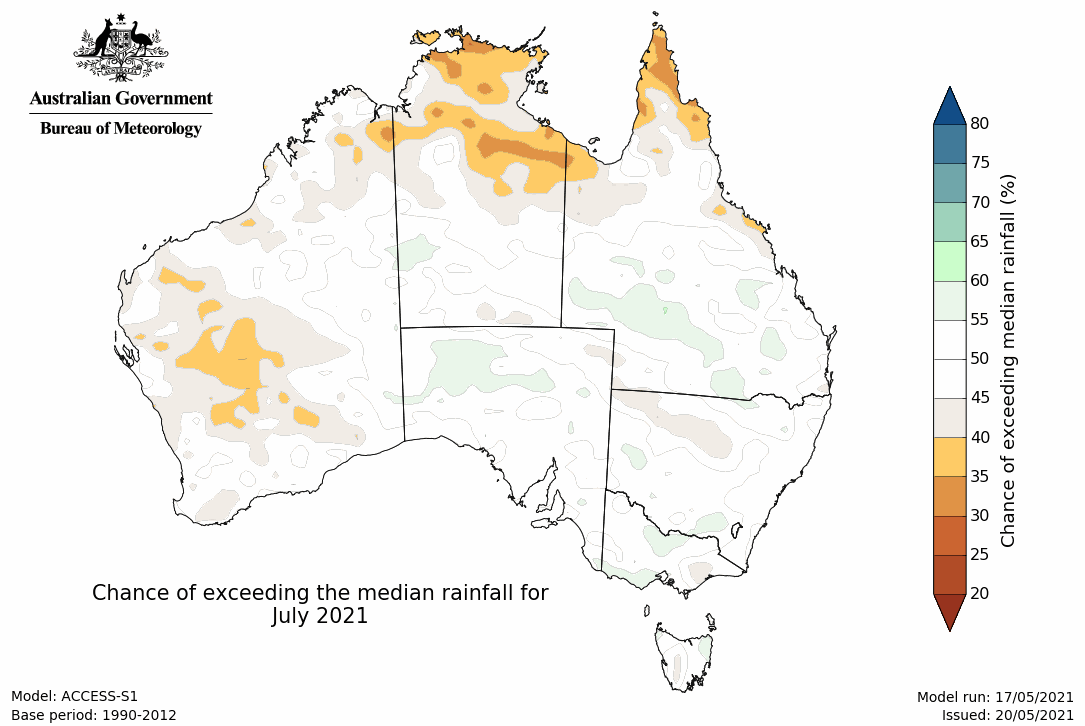 Australian Government
Bureau of Meteorology
80
75
70
65
60
55
50
45
40
35
30
25
20
Chance of exceeding median rainfall (%)
Chance of exceeding the median rainfall for
July 2021
Model: ACCESS-S1
Base period: 1990-2012
Model run: 17/05/2021
Issued: 20/05/2021